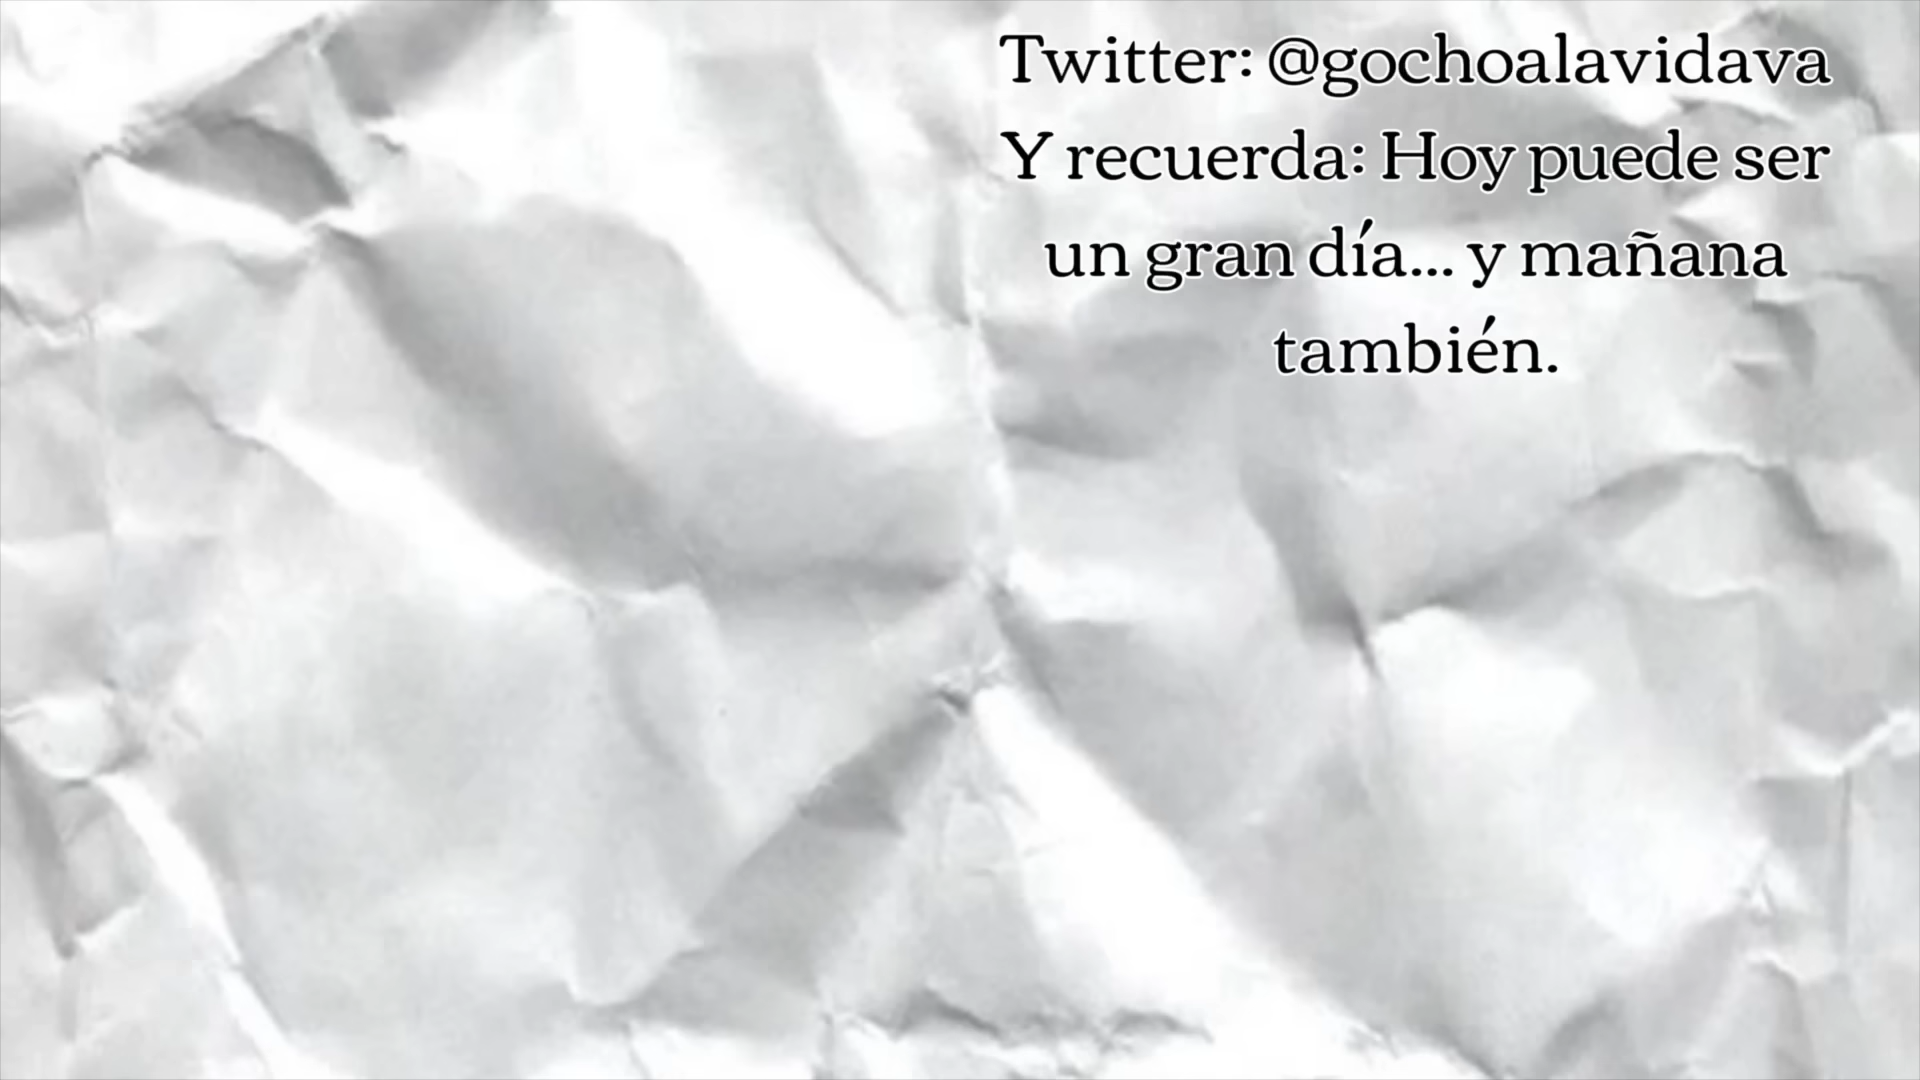 Twitter: @gochoalavidava
Y recuerda: Hoy puede ser
un gran día... y mañana
también.